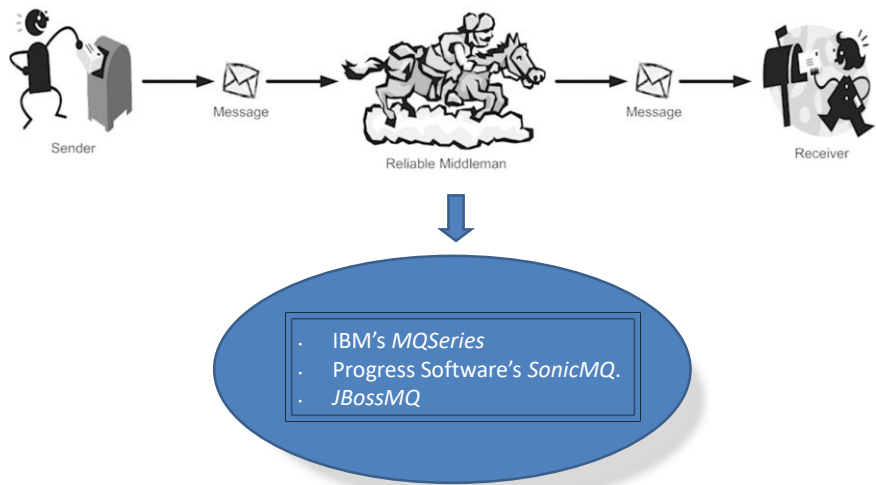 Message
Message
Sender
Reliable Middleman
Receiver
· IBM’s MQSeries
· Progress Software’s SonicMQ.
· JBossMQ